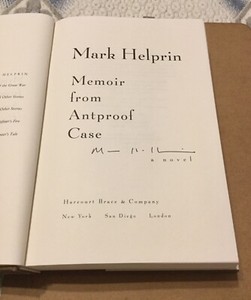 Mark Helprin
Memoir
from
Antproof
Case
a novel
Harcourt Brace & Company
New York San Diego London